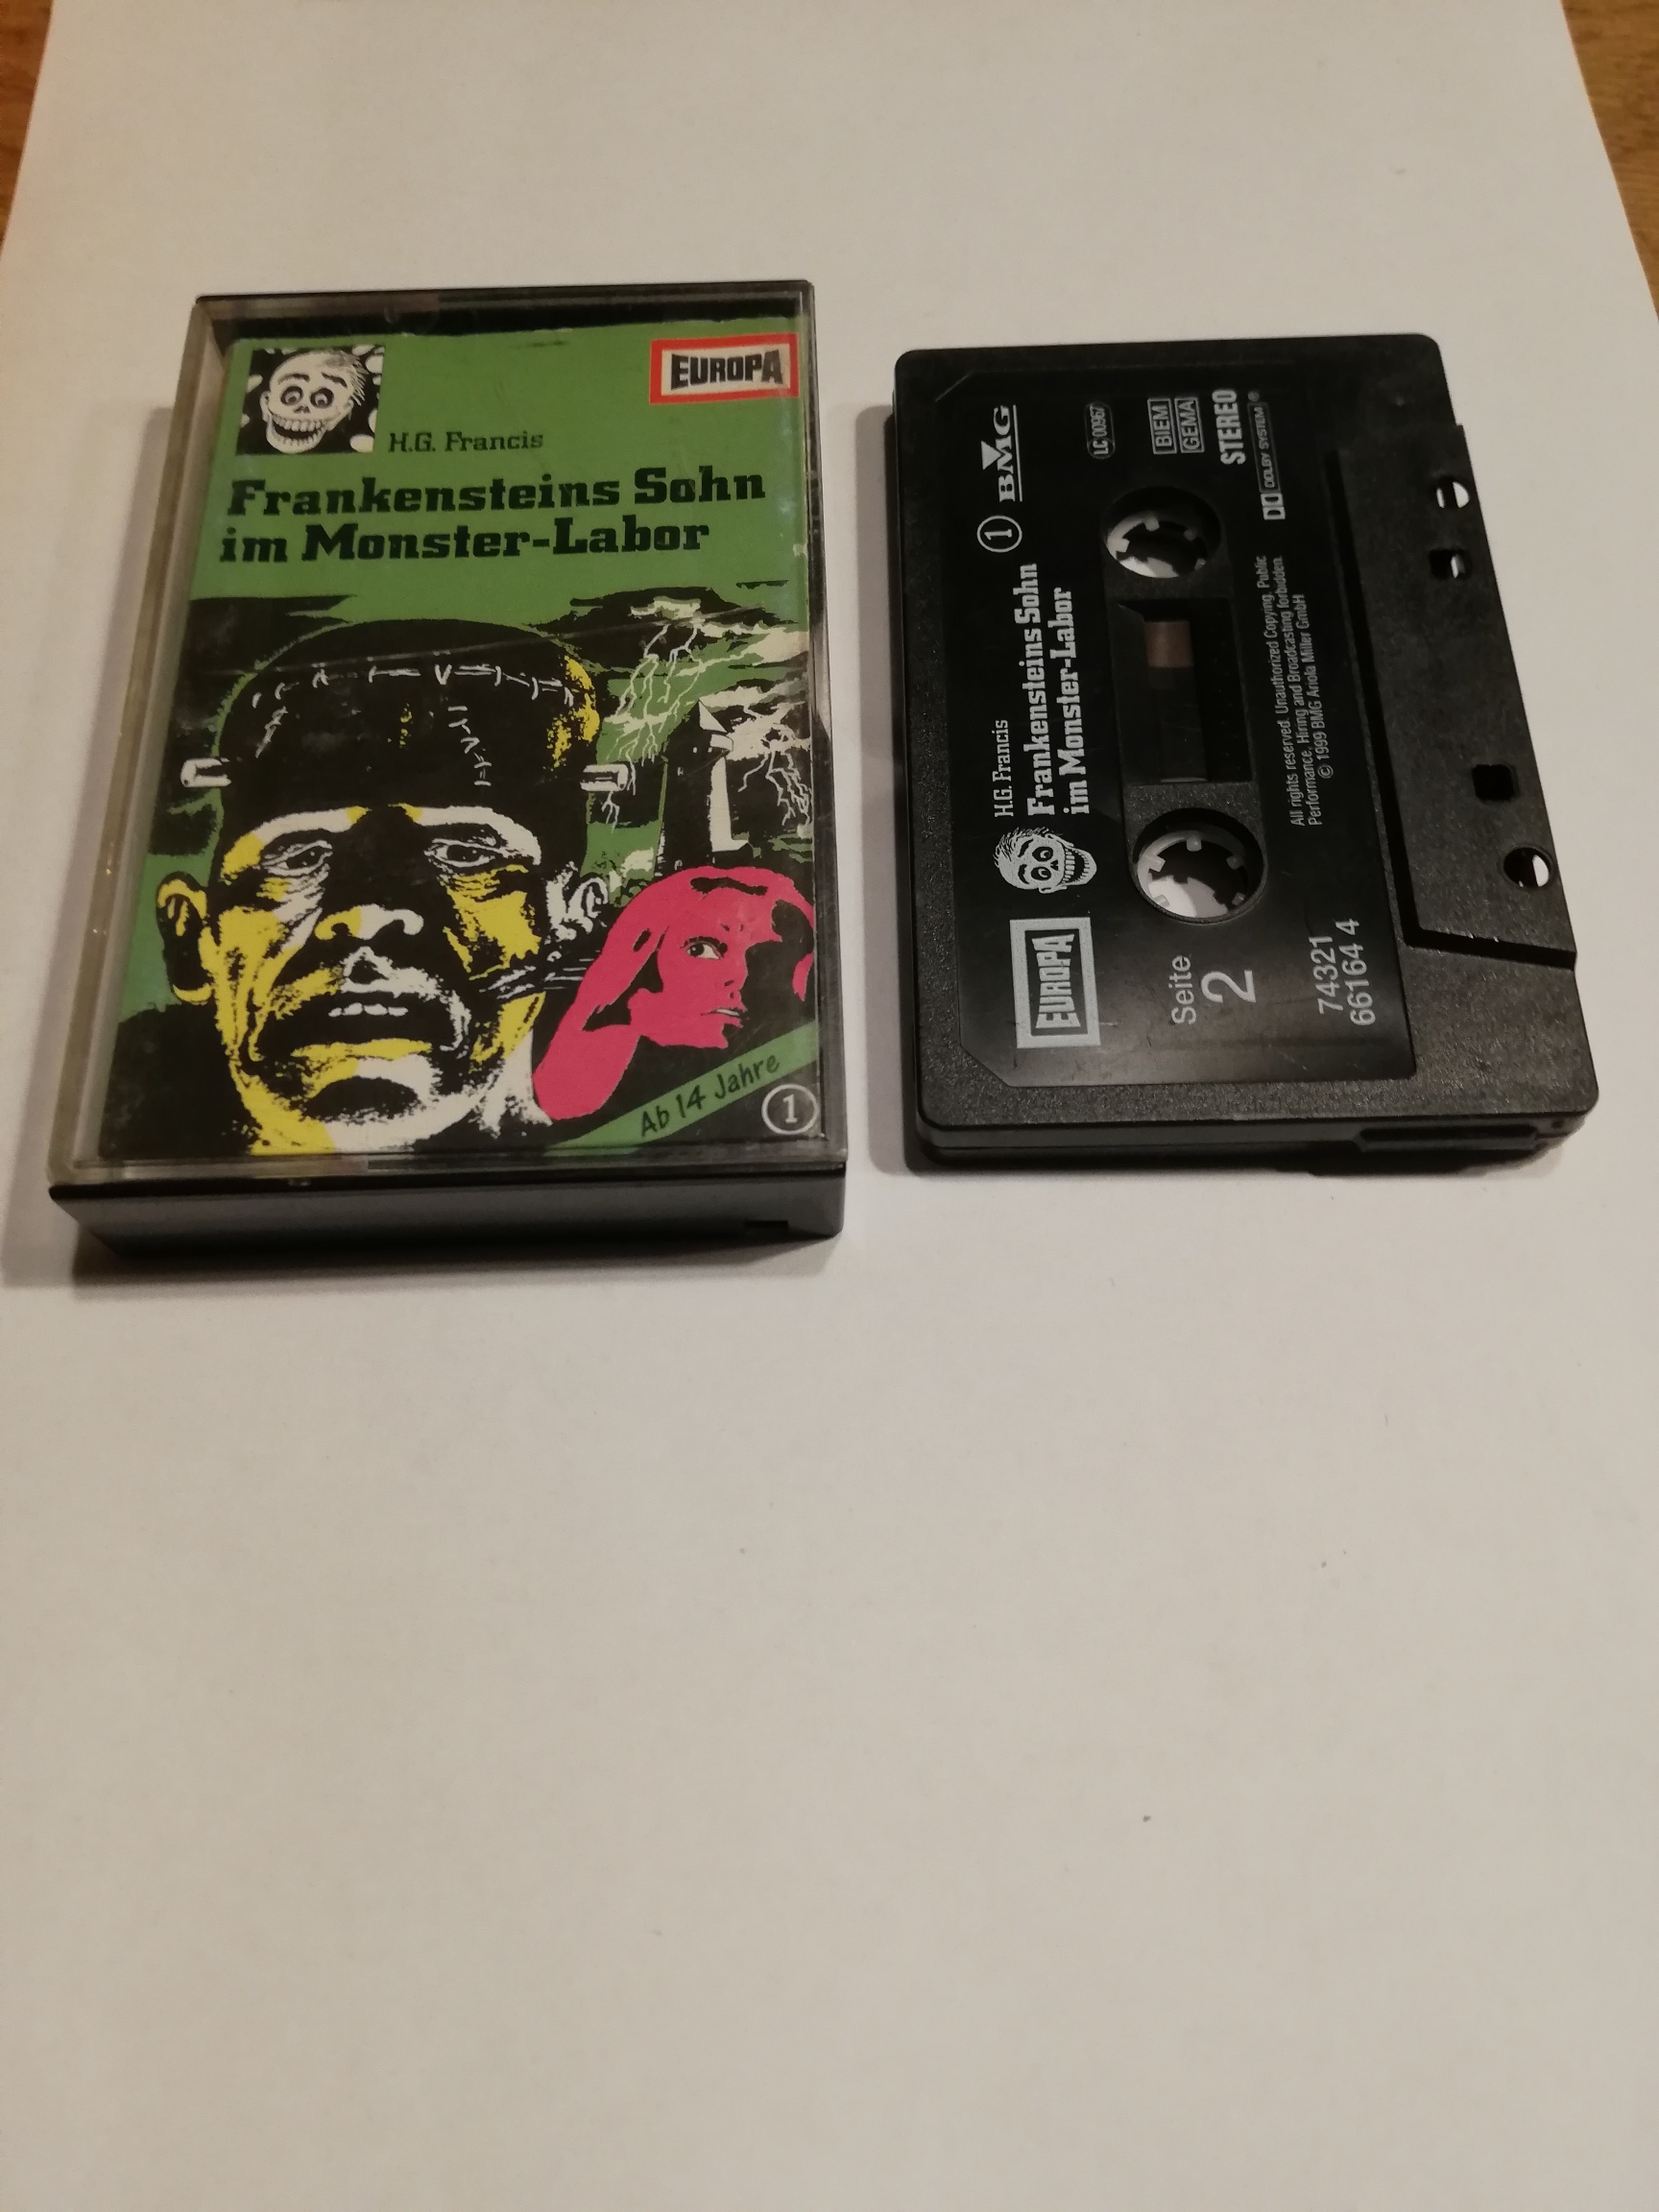 EUROPA
H.G. Francis
Frankensteins Sohn
im Monster-Labor
Ab 14 Jahre
1
EUROPA
H.G. Francis
Frankensteins Sohn
im Monster-Labor
1
BMG
LC 00967
BIEM
GEMA
STEREO
DOLBY SYSTEM ®
Seite
2
All rights reserved. Unauthorized Copying, Public
Performance, Hiring and Broadcasting forbidden
© 1999 BMG Ariola Miller GmbH
74321
66164 4